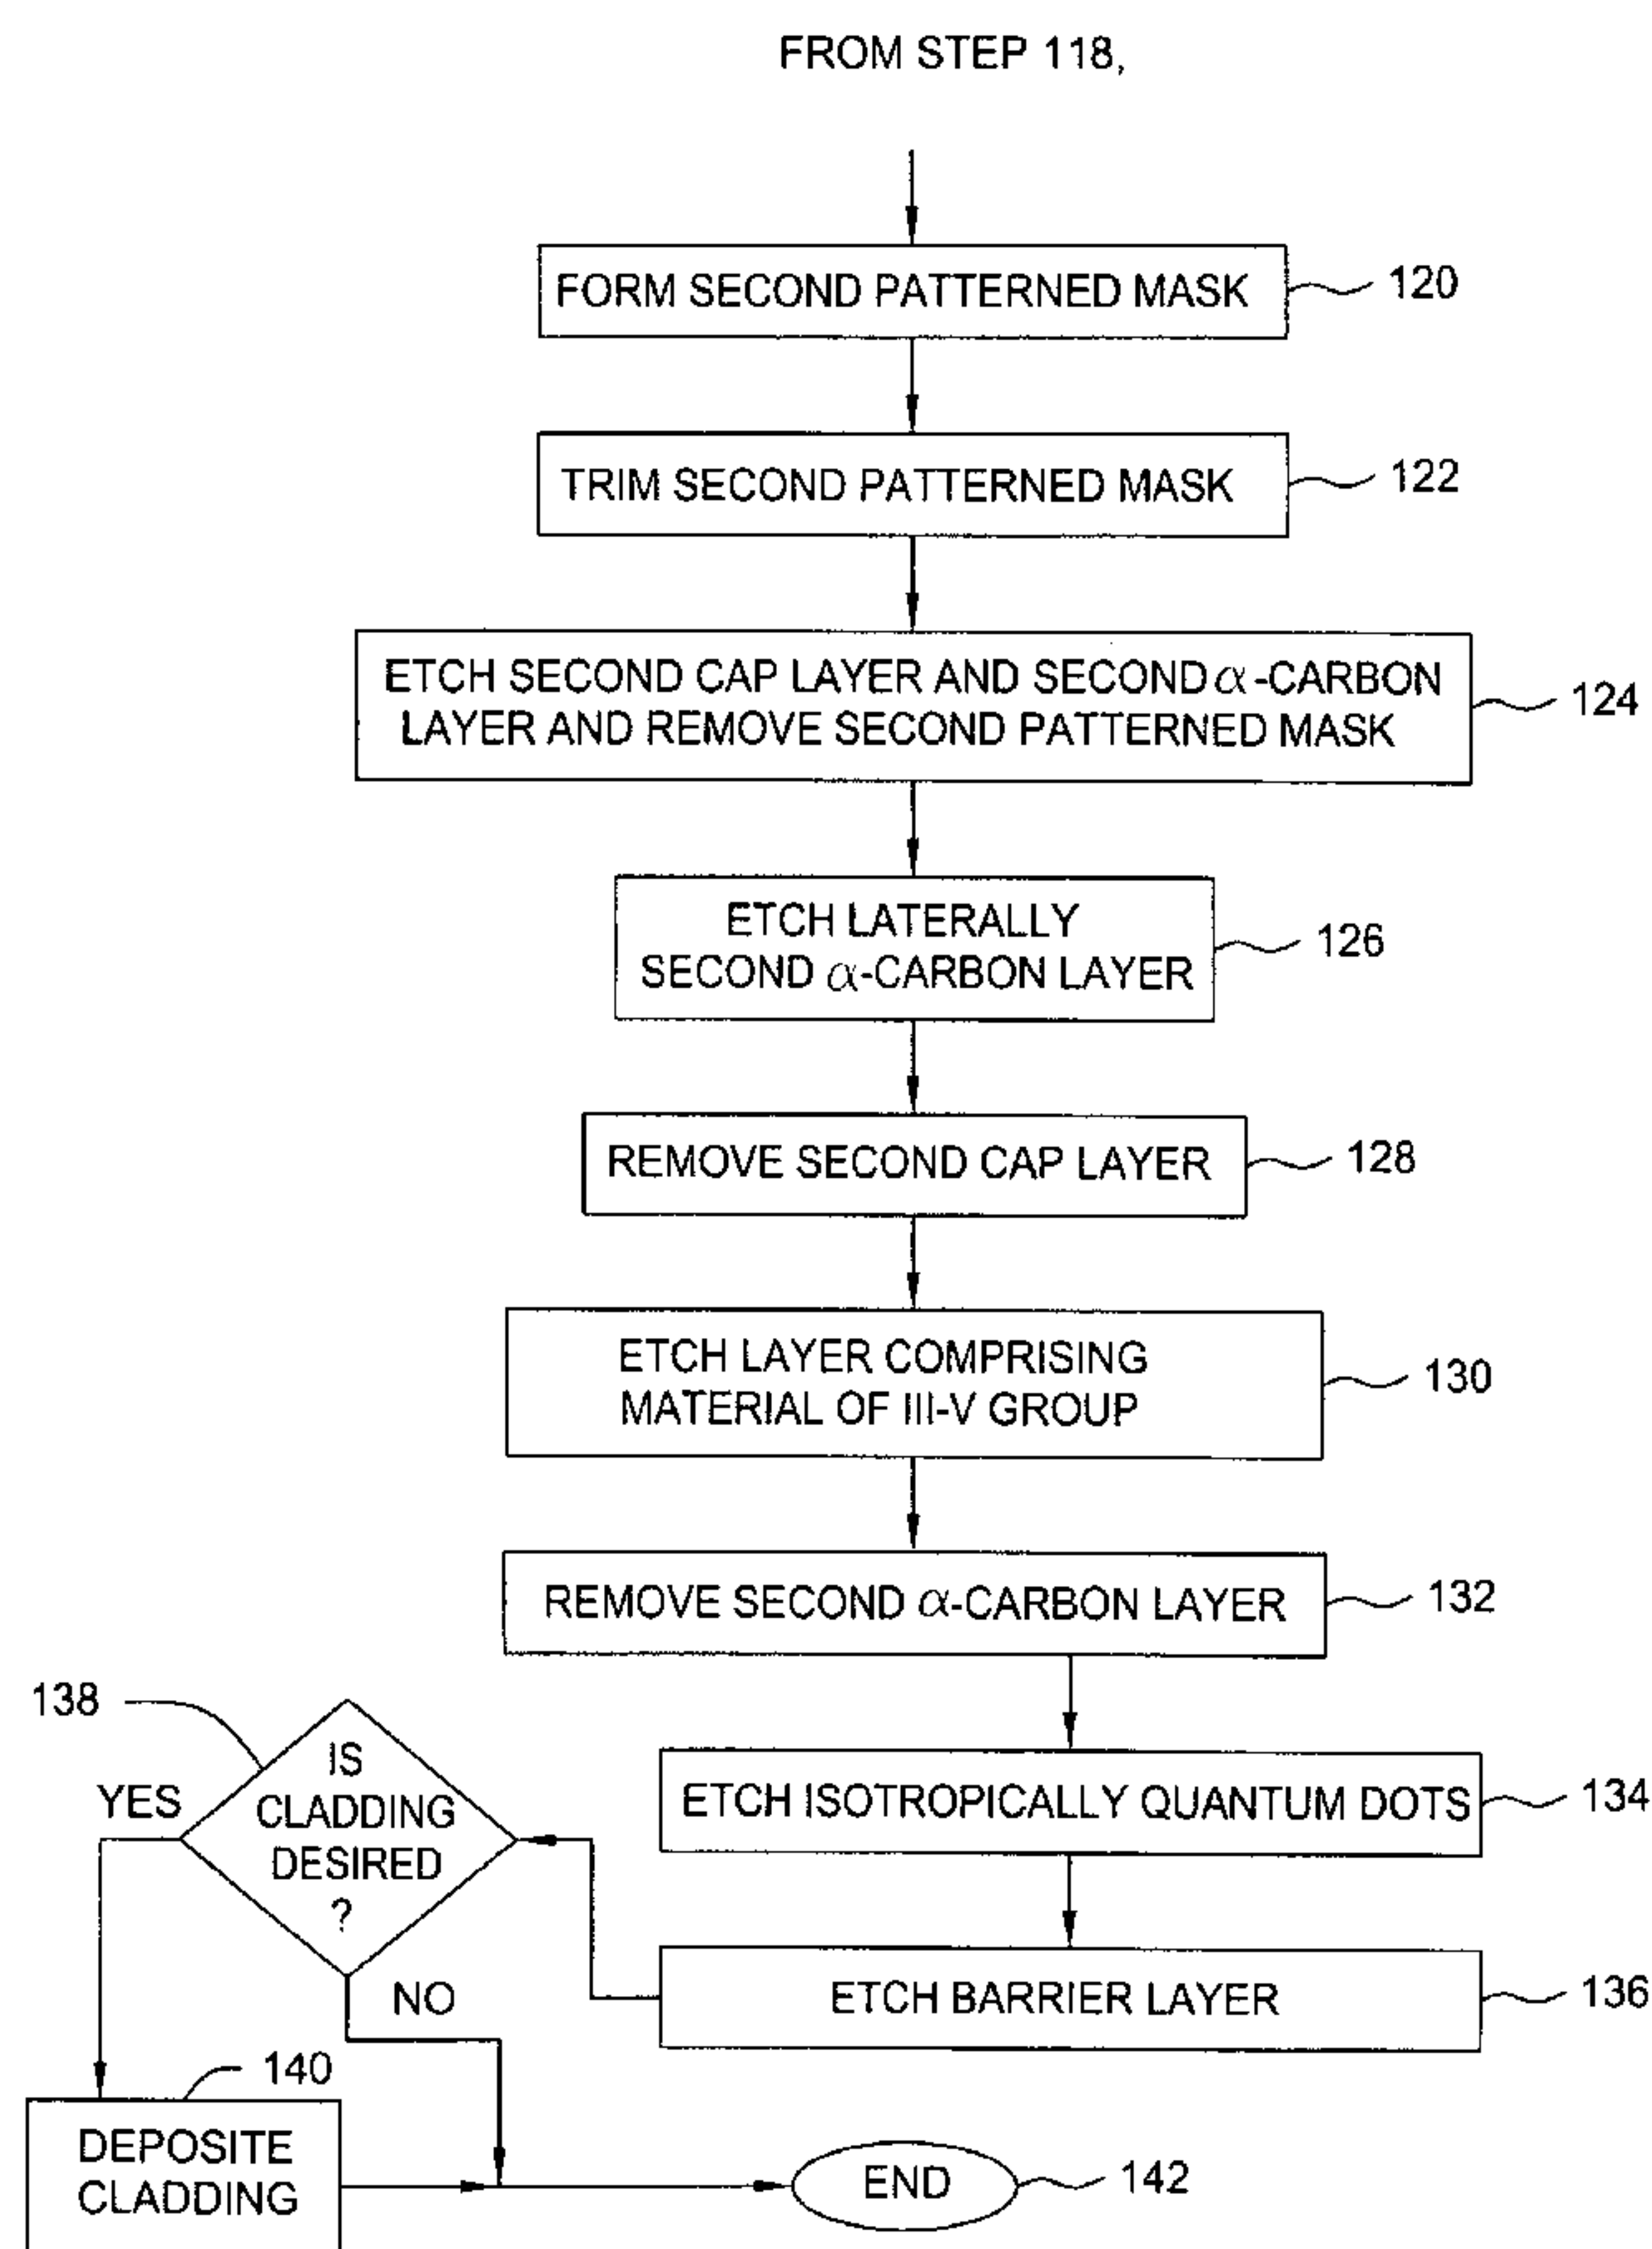 FROM STEP 118,
FORM SECOND PATTERNED MASK
120
TRIM SECOND PATTERNED MASK
122
ETCH SECOND CAP LAYER AND SECOND α-CARBON
LAYER AND REMOVE SECOND PATTERNED MASK
124
ETCH LATERALLY
SECOND α-CARBON LAYER
126
REMOVE SECOND CAP LAYER
128
ETCH LAYER COMPRISING
MATERIAL OF III-V GROUP
130
REMOVE SECOND α-CARBON LAYER
132
ETCH ISOTROPICALLY QUANTUM DOTS
134
ETCH BARRIER LAYER
136
138
IS
CLADDING
DESIRED
?
YES
NO
140
DEPOSITE
CLADDING
END
142